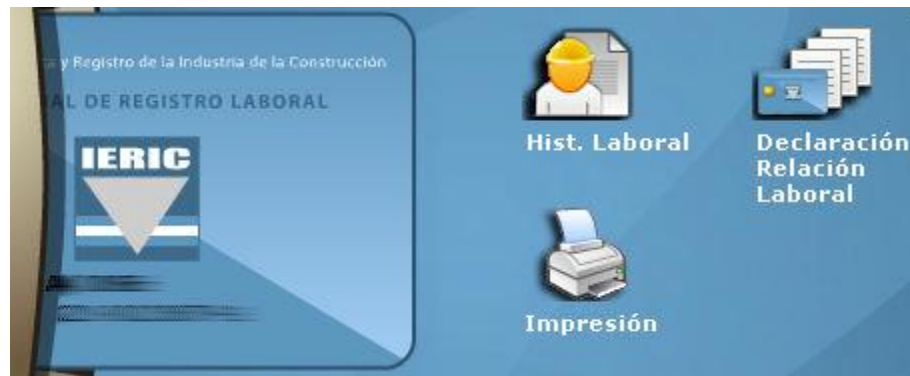 y Registro de la Industria de la Construcción
AL DE REGISTRO LABORAL
IERIC
Hist. Laboral
Declaración
Relación
Laboral
Impresión